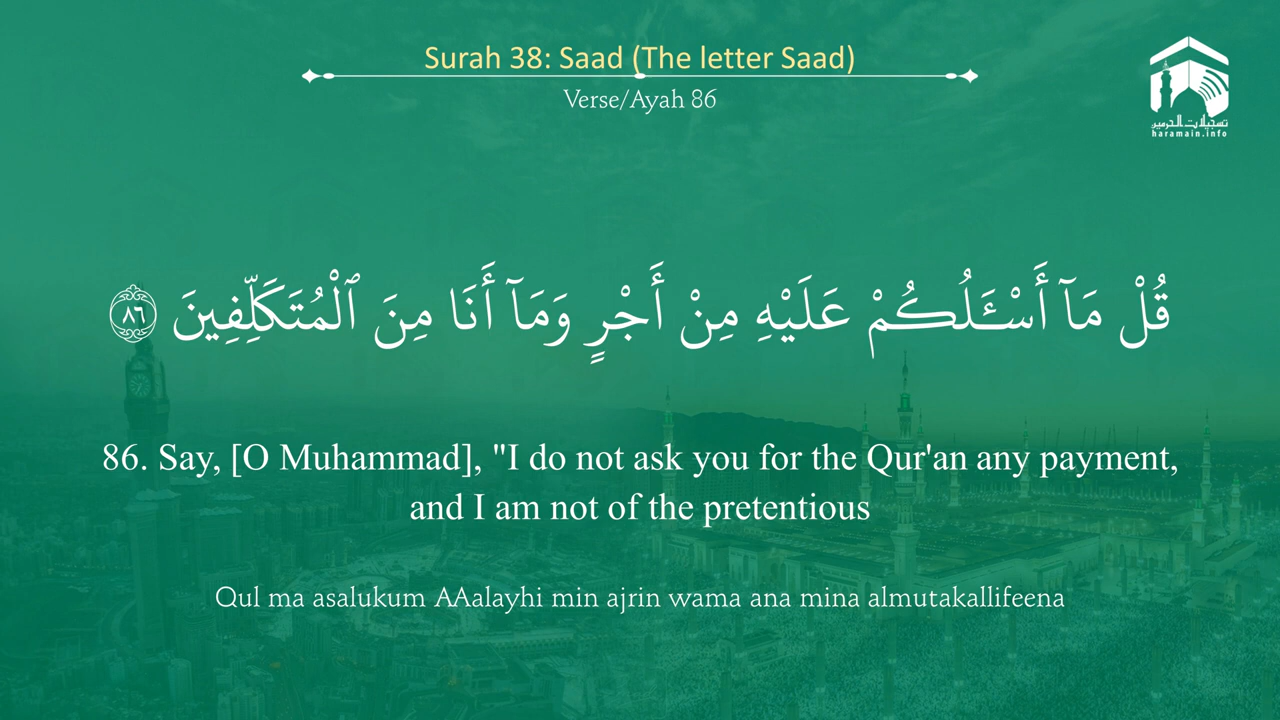 Surah 38: Saad (The letter Saad)
Verse/Ayah 86
تسجيلات الحرمين
haramain.info
قُلْ مَآ أَسْـَٔلُكُمْ عَلَيْهِ مِنْ أَجْرٍ وَمَآ أَنَا مِنَ ٱلْمُتَكَلِّفِينَ ٨٦
86. Say, [O Muhammad], "I do not ask you for the Qur'an any payment,
and I am not of the pretentious
Qul ma asalukum AAalayhi min ajrin wama ana mina almutakallifeena